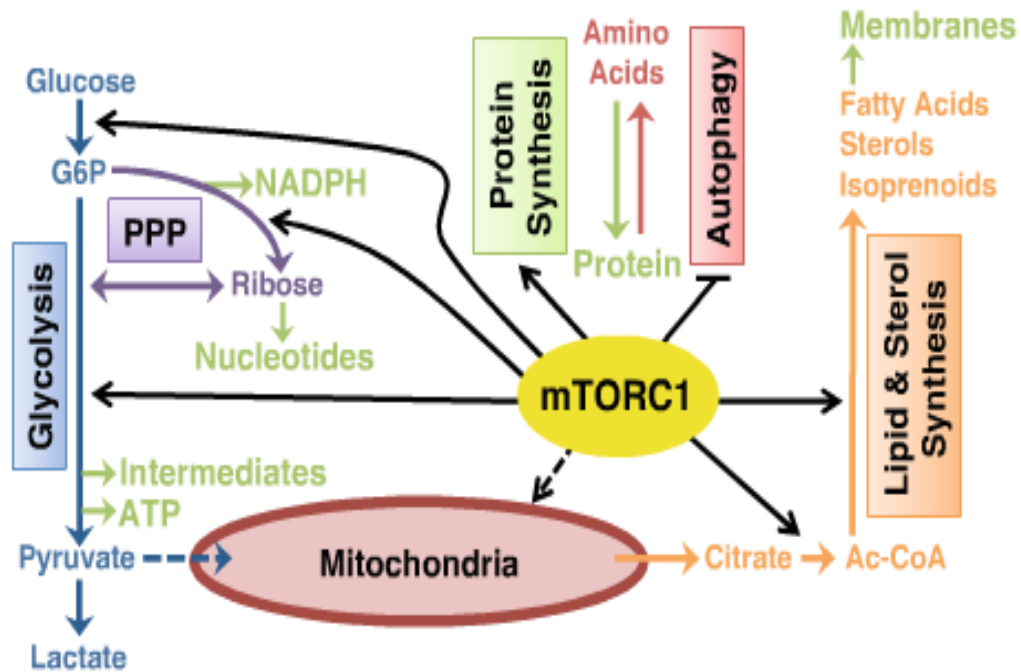 Glucose
G6P
NADPH
PPP
Ribose
Nucleotides
Glycolysis
Intermediates
ATP
Pyruvate
Lactate
Mitochondria
mTORC1
Protein
Synthesis
Amino
Acids
Protein
Autophagy
Membranes
Fatty Acids
Sterols
Isoprenoids
Lipid & Sterol
Synthesis
Citrate
Ac-CoA